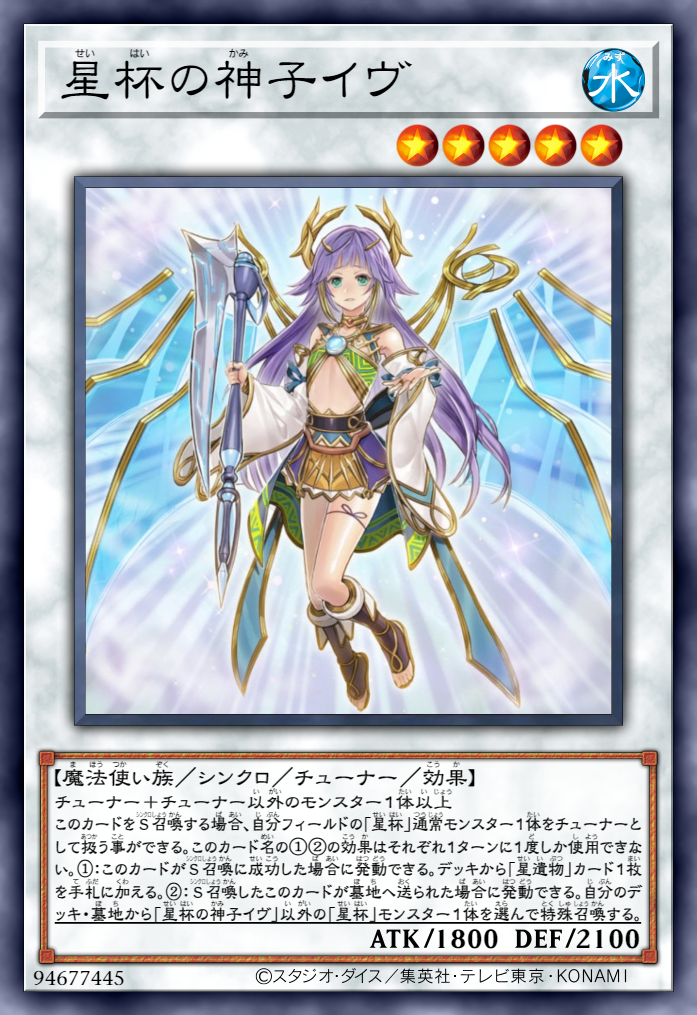 星杯の神子イヴ
水
【魔法使い族／シンクロ／チューナー／効果】
チューナー＋チューナー以外のモンスター1体以上
このカードをＳ召喚する場合、自分フィールドの「星杯」通常モンスター1体をチューナーと
して扱う事ができる。このカード名の①②の効果はそれぞれ1ターンに1度しか使用できな
い。①：このカードがＳ召喚に成功した場合に発動できる。デッキから「星遺物」カード1枚
を手札に加える。②：Ｓ召喚したこのカードが墓地へ送られた場合に発動できる。自分のデ
ッキ・墓地から「星杯の神子イヴ」以外の「星杯」モンスター1体を選んで特殊召喚する。
ATK/1800 DEF/2100
94677445 ©スタジオ・ダイス／集英社・テレビ東京・KONAMI